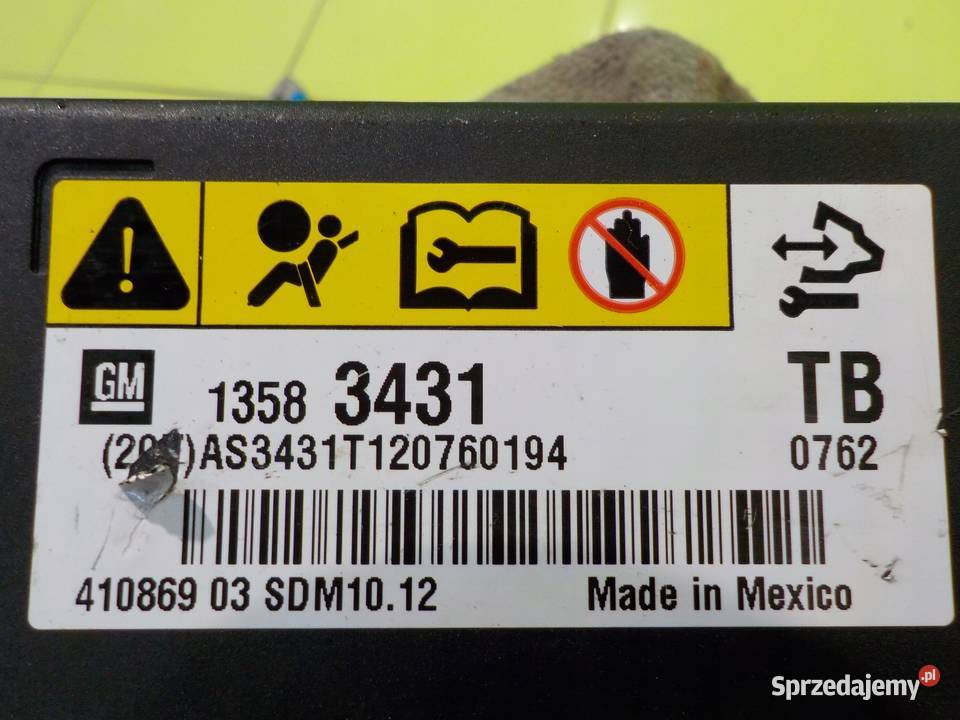 GM 1358 3431 TB
AS3431T120760194 0762
410869 03 SDM10.12 Made in Mexico
Sprzedajemy.pl